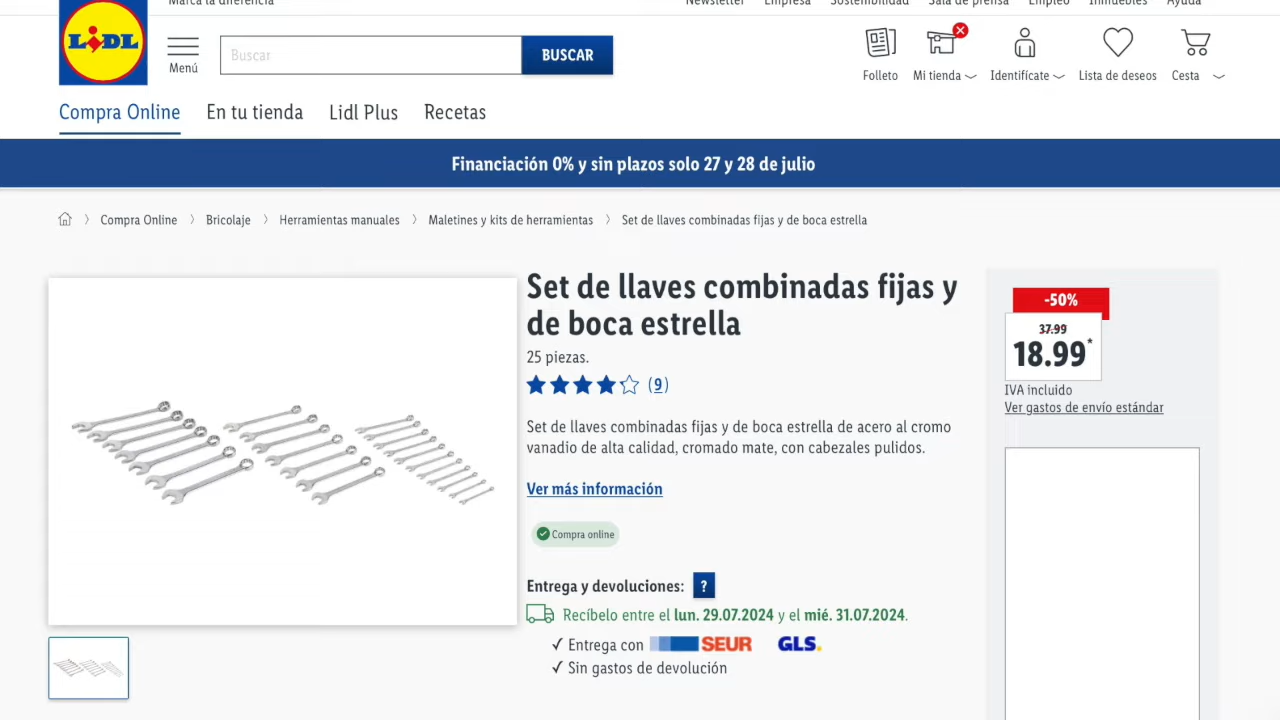 Marca la diferencia
Newsletter Empresa Sostenibilidad Sala de prensa Empleo Inmuebles Ayuda
LiDL
Menú
Buscar
BUSCAR
Folleto
Mi tienda
Identifícate
Lista de deseos
Cesta
Compra Online En tu tienda Lidl Plus Recetas
Financiación 0% y sin plazos solo 27 y 28 de julio
Compra Online Bricolaje Herramientas manuales Maletines y kits de herramientas Set de llaves combinadas fijas y de boca estrella
Set de llaves combinadas fijas y
de boca estrella
25 piezas.
(9)
Set de llaves combinadas fijas y de boca estrella de acero al cromo
vanadio de alta calidad, cromado mate, con cabezales pulidos.
Ver más información
Compra online
Entrega y devoluciones: ?
Recíbelo entre el lun. 29.07.2024 y el mié. 31.07.2024.
✓ Entrega con SEUR GLS.
✓ Sin gastos de devolución
-50%
37.99
18.99*
IVA incluido
Ver gastos de envío estándar